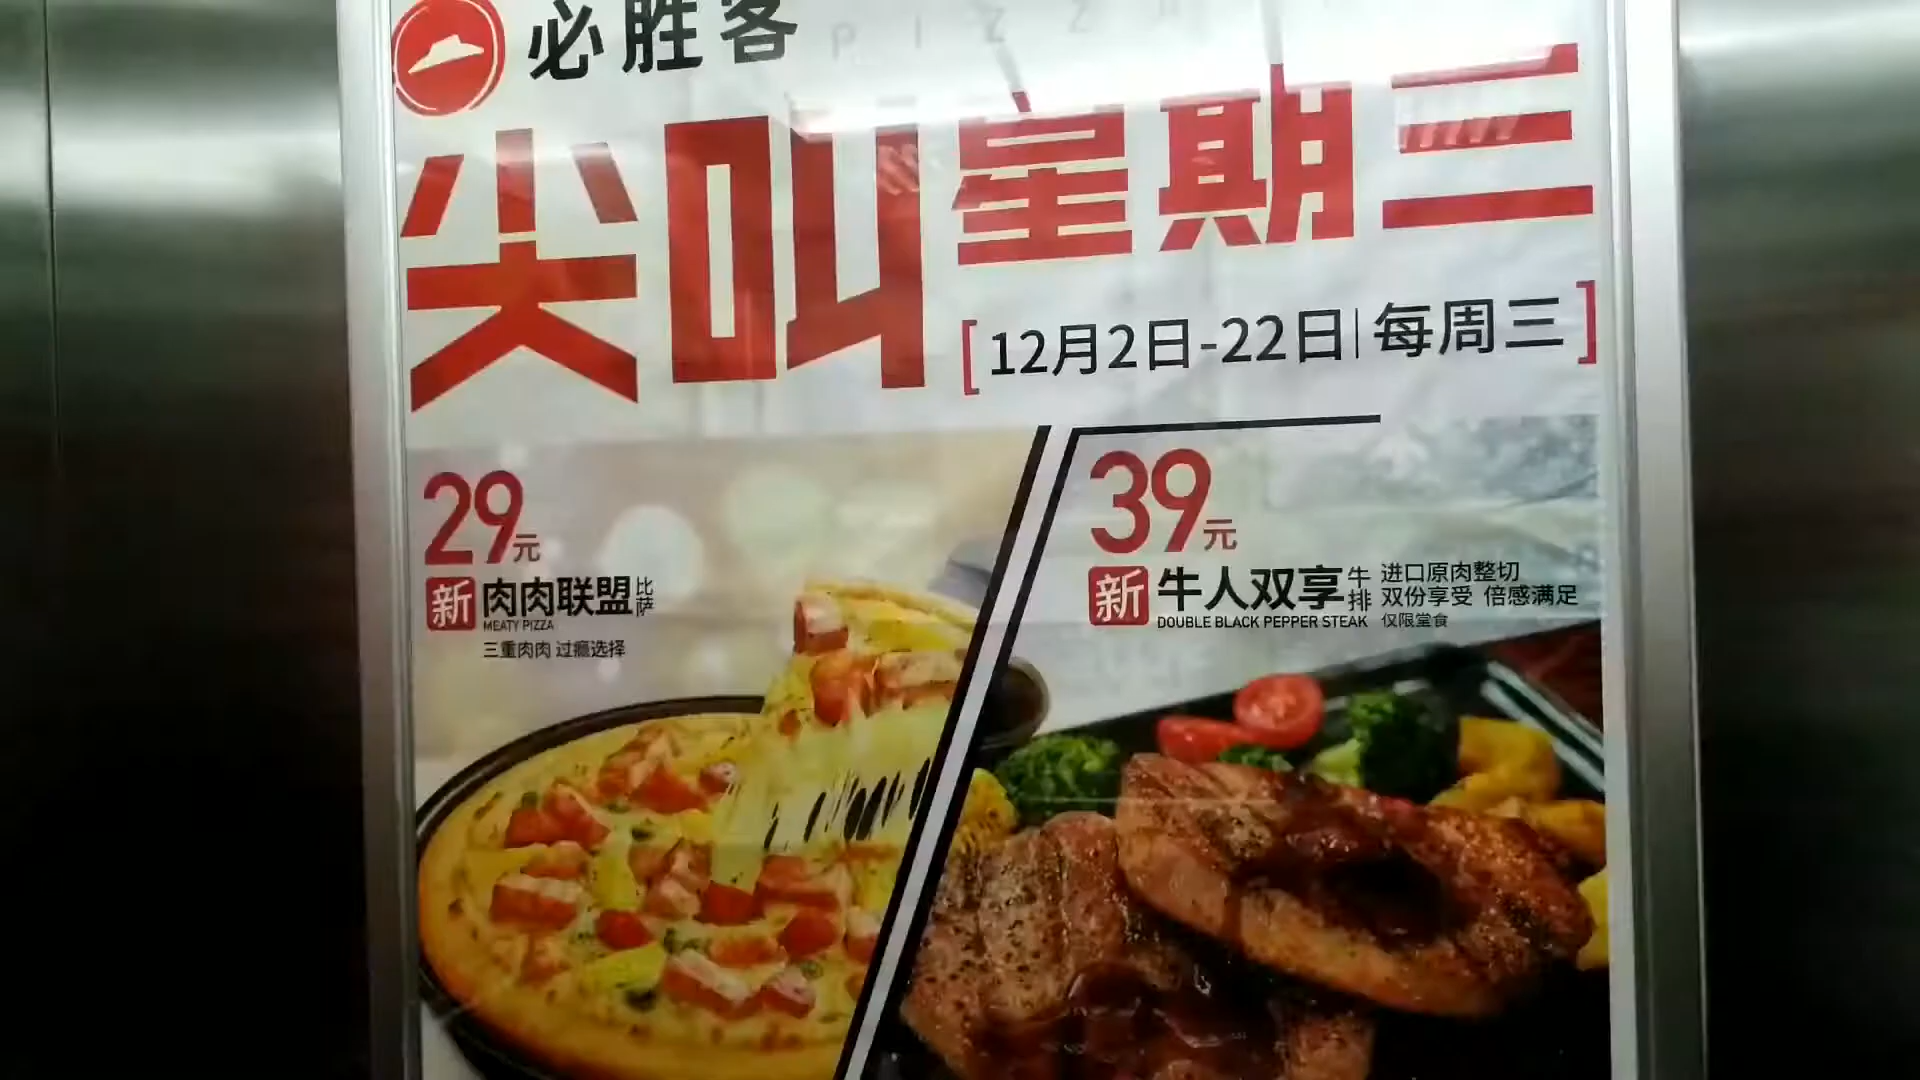 必胜客
PIZZ
尖叫星期三
[12月2日-22日|每周三]
29元
新 肉肉联盟比萨
MEATY PIZZA
三重肉肉 过瘾选择
39元
新 牛人双享牛排
DOUBLE BLACK PEPPER STEAK
进口原肉整切
双份享受 倍感满足
仅限堂食